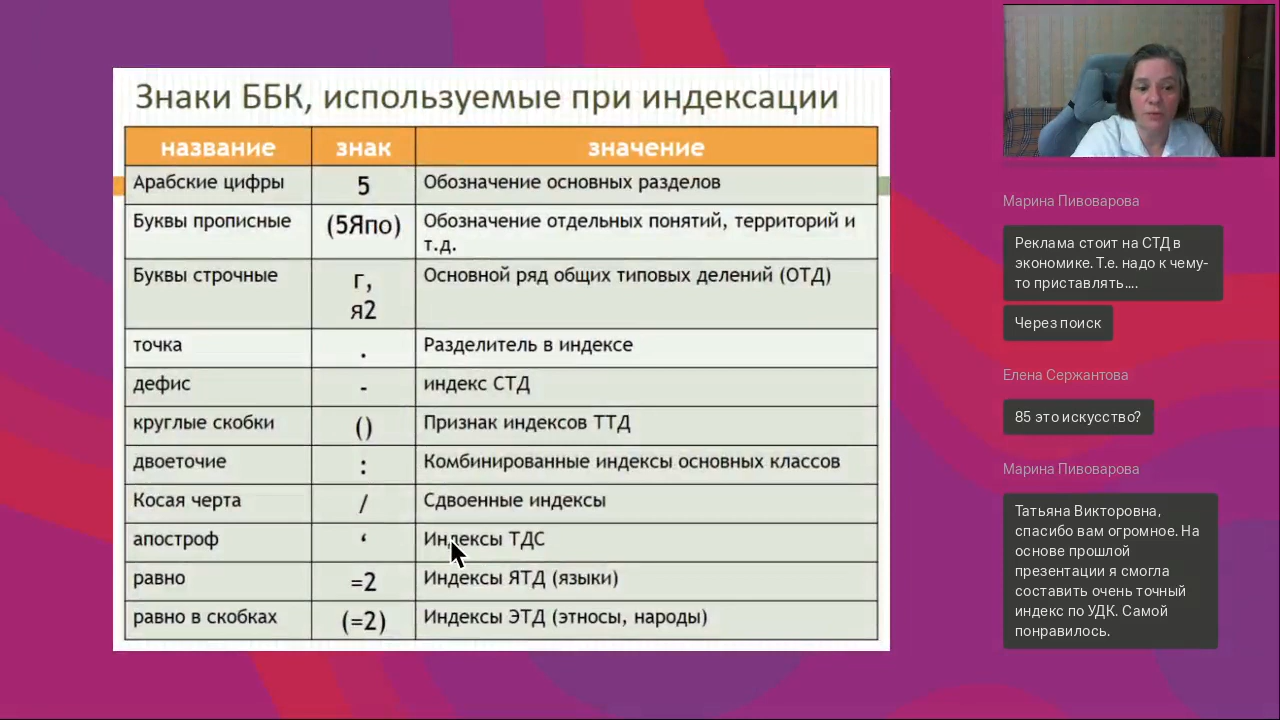 Знаки ББК, используемые при индексации
название знак значение
Арабские цифры 5 Обозначение основных разделов
Буквы прописные (5Япо) Обозначение отдельных понятий, территорий и
т.д.
Буквы строчные г, Основной ряд общих типовых делений (ОТД)
я2
точка . Разделитель в индексе
дефис - индекс СТД
круглые скобки () Признак индексов ТТД
двоеточие : Комбинированные индексы основных классов
Косая черта / Сдвоенные индексы
апостроф ‘ Индексы ТДС
равно =2 Индексы ЯТД (языки)
равно в скобках (=2) Индексы ЭТД (этносы, народы)
Марина Пивоварова
Реклама стоит на СТД в
экономике. Т.е. надо к чему-
то приставлять....
Через поиск
Елена Сержантова
85 это искусство?
Марина Пивоварова
Татьяна Викторовна,
спасибо вам огромное. На
основе прошлой
презентации я смогла
составить очень точный
индекс по УДК. Самой
понравилось.